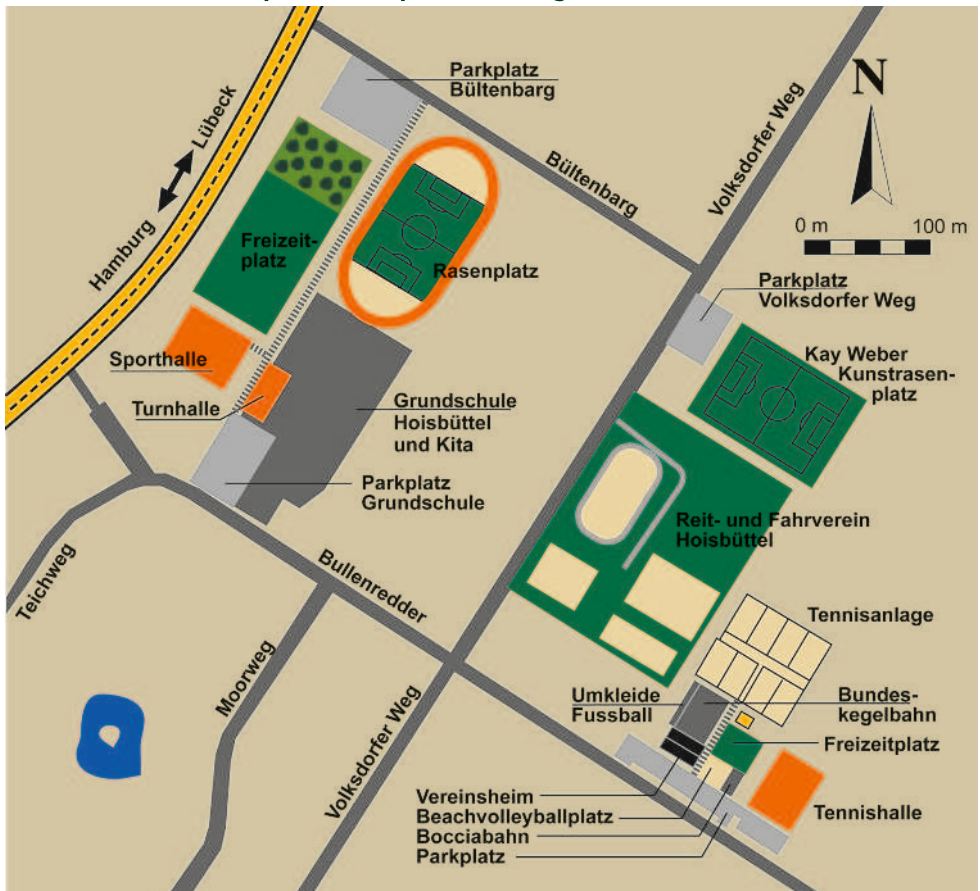 Parkplatz
Bültenbarg
Lübeck
Hamburg
Volksdorfer Weg
N
0 m
100 m
Bültenbarg
Freizeit-
platz
Rasenplatz
Parkplatz
Volksdorfer Weg
Sporthalle
Turnhalle
Kay Weber
Kunstrasen-
platz
Grundschule
Hoisbüttel
und Kita
Parkplatz
Grundschule
Reit- und Fahrverein
Hoisbüttel
Teichweg
Bullenredder
Moorweg
Volksdorfer Weg
Tennisanlage
Umkleide
Fussball
Bundes-
kegelbahn
Freizeitplatz
Vereinsheim
Beachvolleyballplatz
Bocciabahn
Parkplatz
Tennishalle